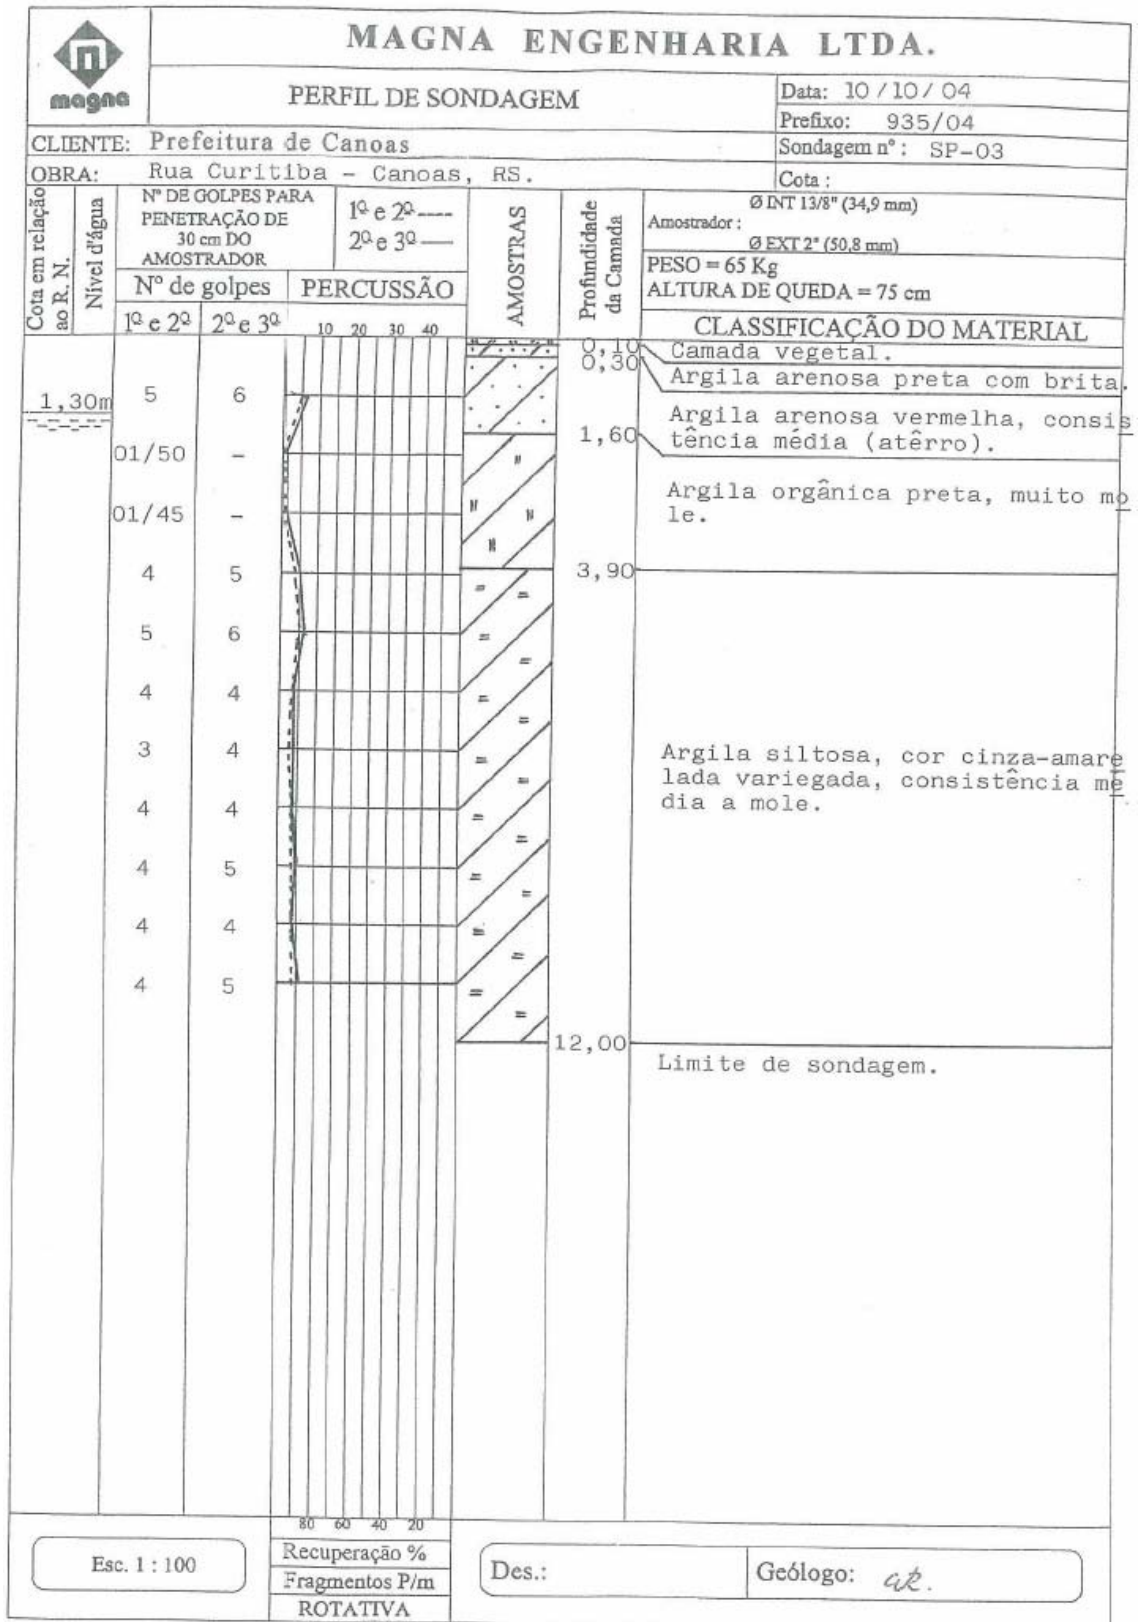 MAGNA ENGENHARIA LTDA.
magna
PERFIL DE SONDAGEM
Data: 10 / 10 / 04
Prefixo: 935/04
CLIENTE: Prefeitura de Canoas
Sondagem nº : SP-03
OBRA: Rua Curitiba - Canoas, RS.
Cota :
Cota em relação
ao R. N.
Nível d'água
Nº DE GOLPES PARA
PENETRAÇÃO DE
30 cm DO
AMOSTRADOR
1º e 2º ----
2º e 3º ——
Nº de golpes
PERCUSSÃO
1º e 2º
2º e 3º
10 20 30 40
AMOSTRAS
Profundidade
da Camada
Ø INT 13/8" (34,9 mm)
Amostrador :
Ø EXT 2" (50,8 mm)
PESO = 65 Kg
ALTURA DE QUEDA = 75 cm
CLASSIFICAÇÃO DO MATERIAL
0,10 Camada vegetal.
0,30 Argila arenosa preta com brita.
1,30m 5 6
Argila arenosa vermelha, consis
1,60 tência média (atêrro).
01/50 -
Argila orgânica preta, muito mo
le.
01/45 -
4 5
3,90
5 6
4 4
3 4
Argila siltosa, cor cinza-amare
lada variegada, consistência mé
dia a mole.
4 4
4 5
4 4
4 5
12,00
Limite de sondagem.
80 60 40 20
Esc. 1 : 100
Recuperação %
Fragmentos P/m
ROTATIVA
Des.:
Geólogo: